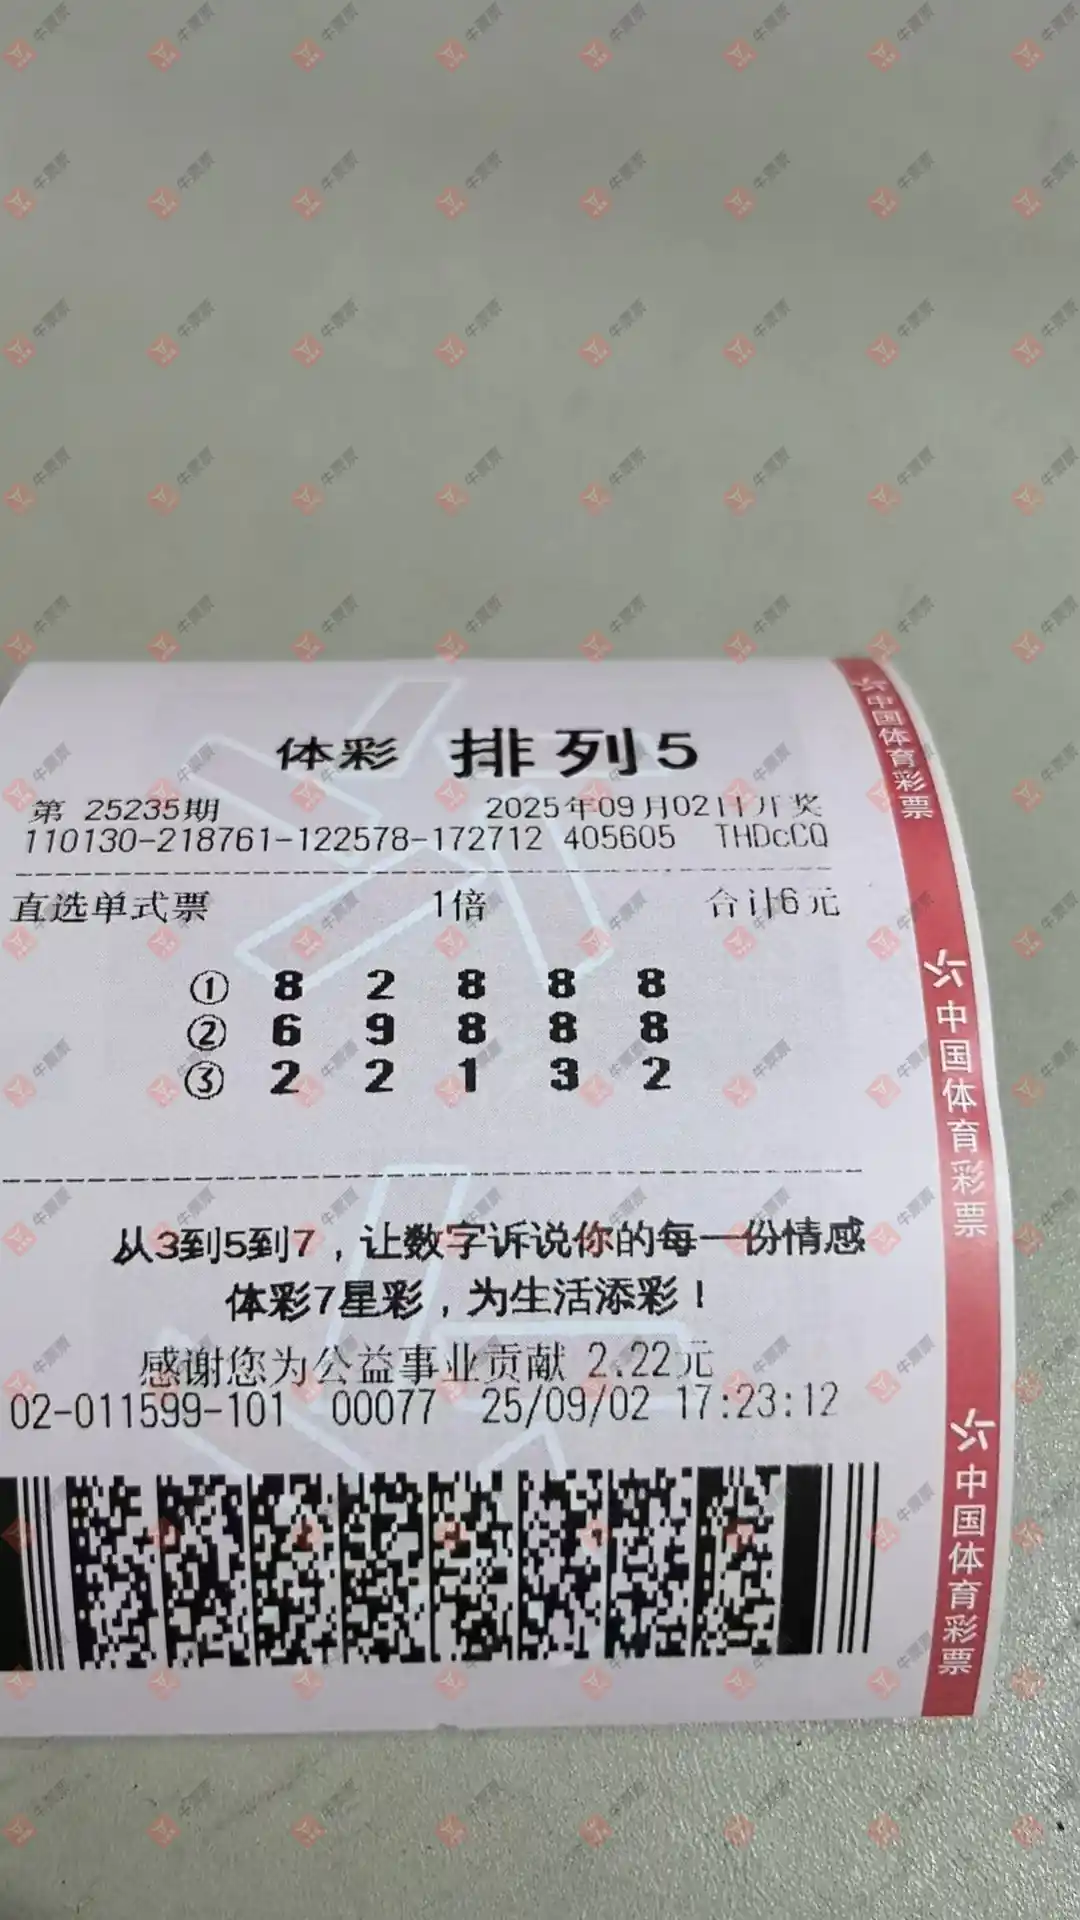 体彩 排列5
第 25235期 2025年09月02日开奖
110130-218761-122578-172712 405605 THDcCQ
直选单式票 1倍 合计6元
① 8 2 8 8 8
② 6 9 8 8 8
③ 2 2 1 3 2
从3到5到7，让数字诉说你的每一份情感
体彩7星彩，为生活添彩！
感谢您为公益事业贡献 2.22元
02-011599-101 00077 25/09/02 17:23:12
中国体育彩票
中国体育彩票
中国体育彩票
牛票票